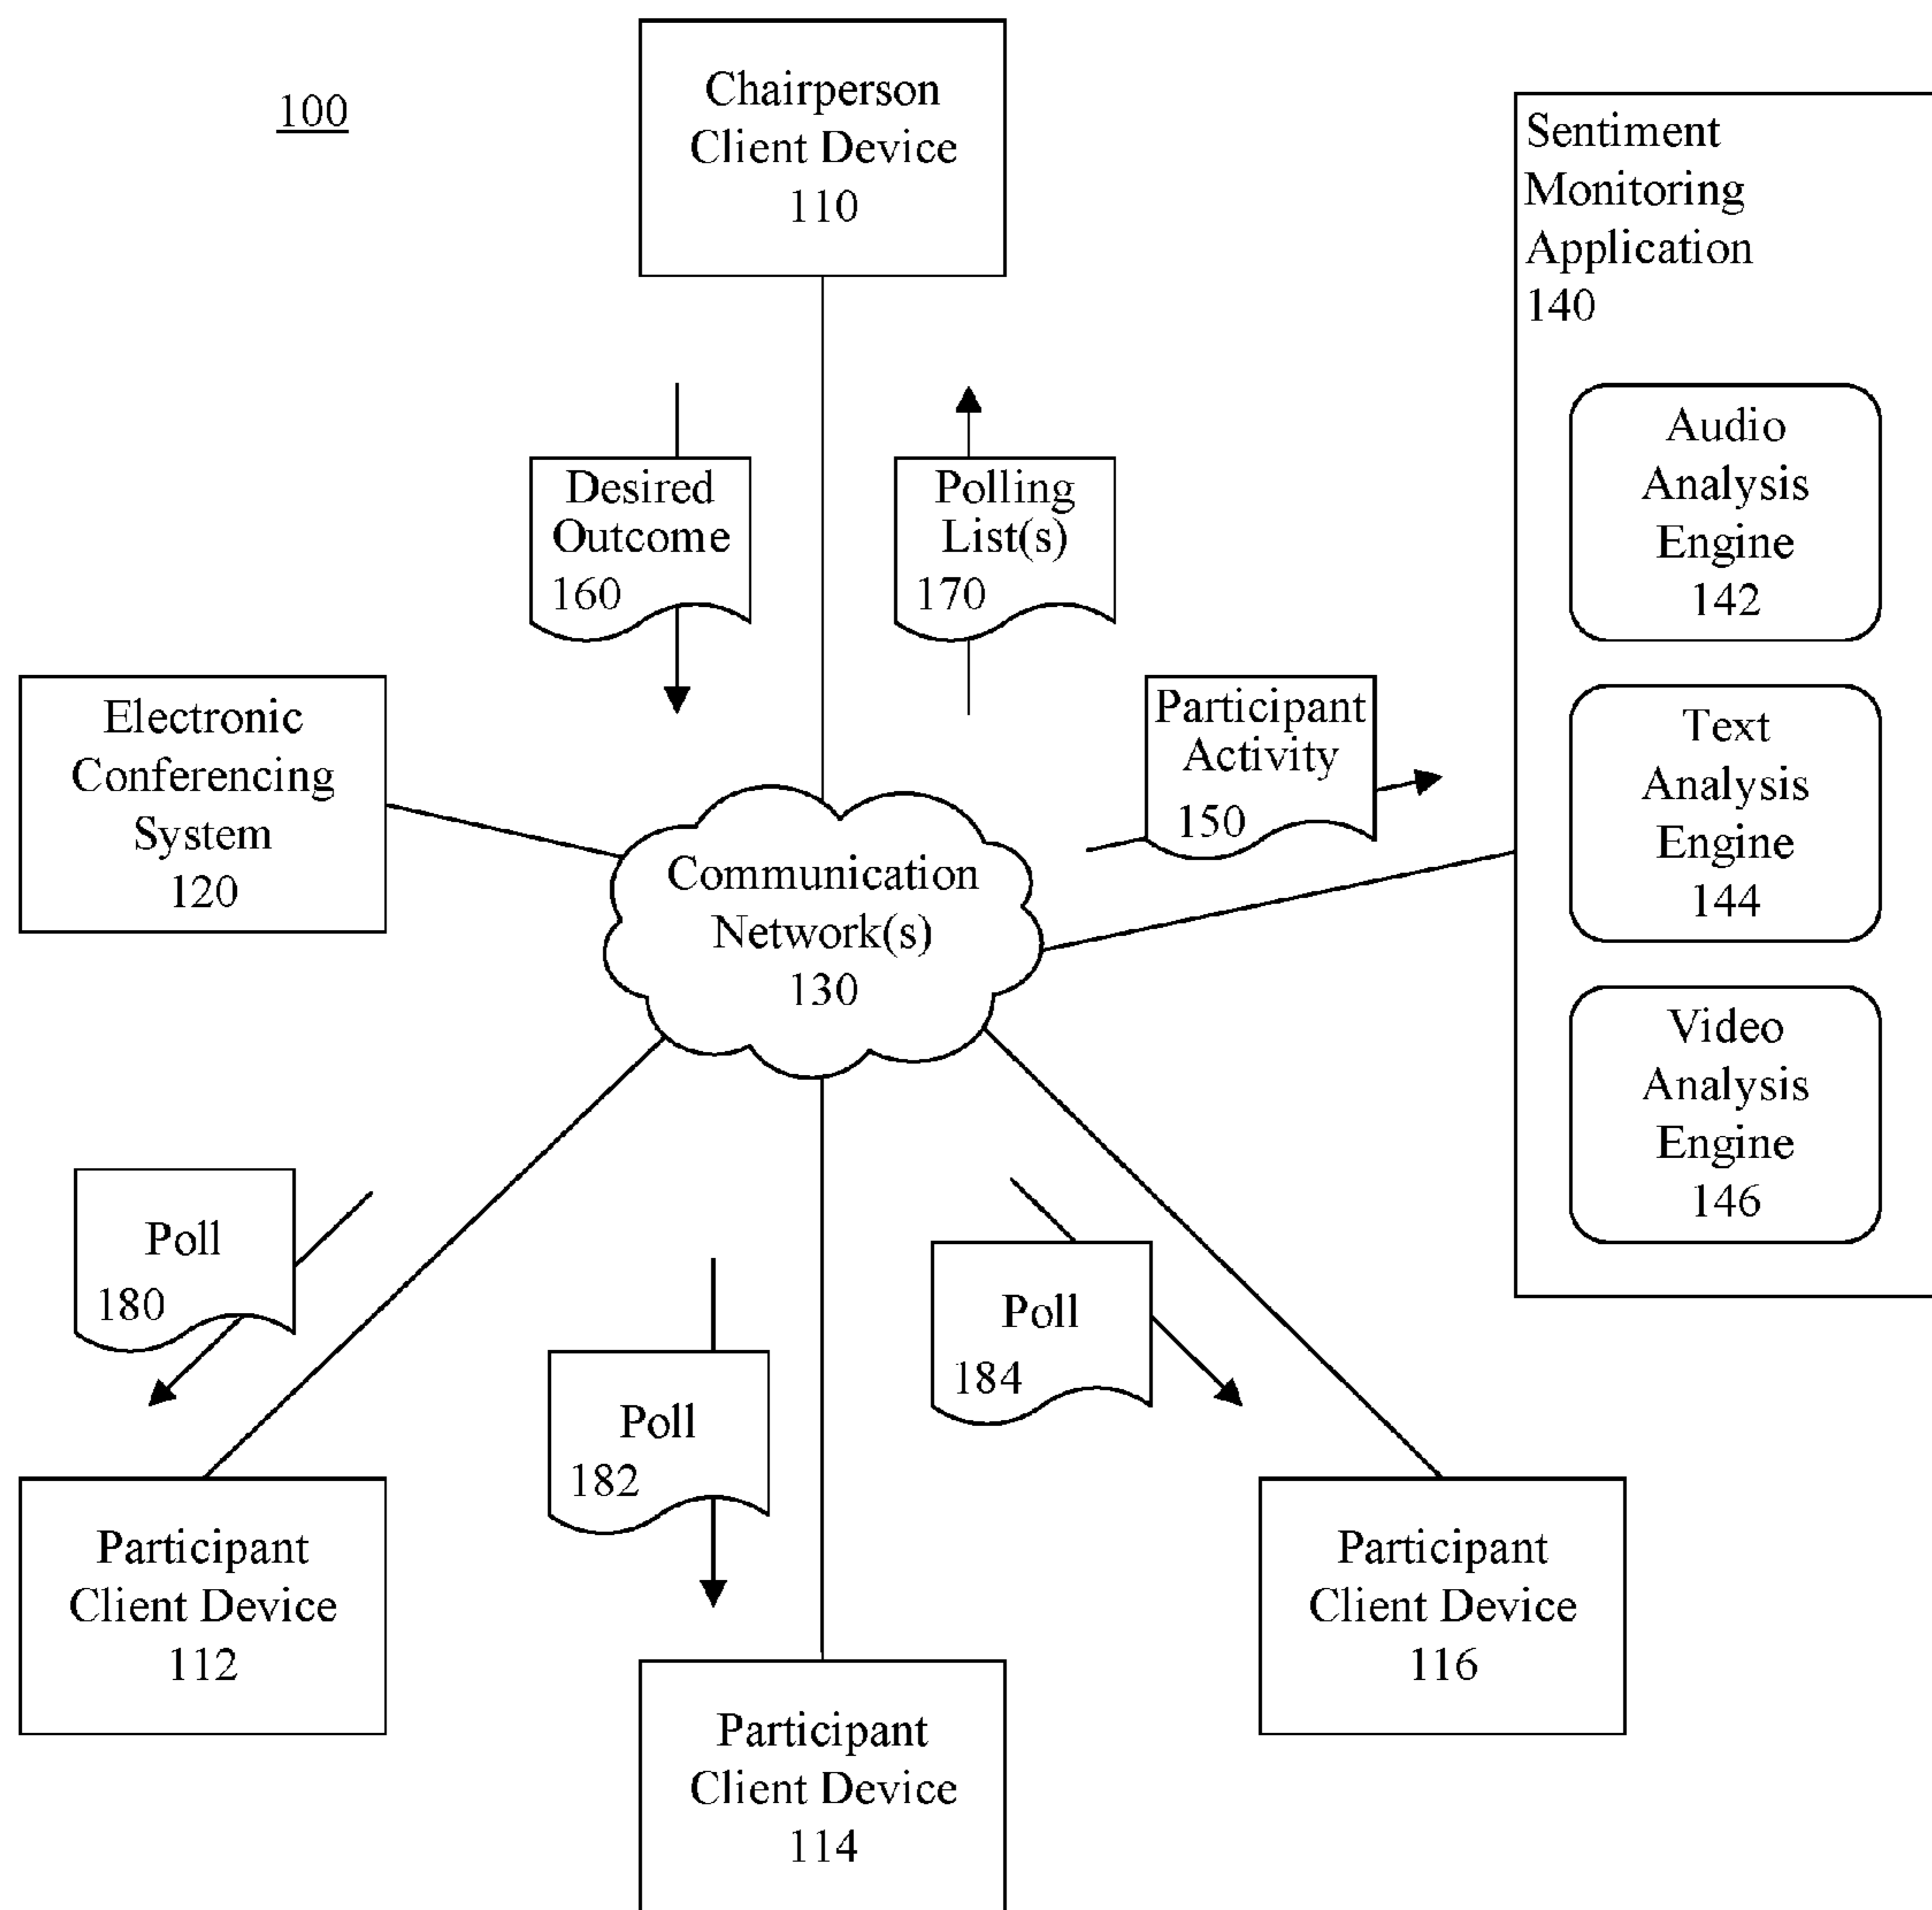 100
Chairperson
Client Device
110
Sentiment
Monitoring
Application
140
Audio
Analysis
Engine
142
Desired
Outcome
160
Polling
List(s)
170
Electronic
Conferencing
System
120
Participant
Activity
150
Text
Analysis
Engine
144
Communication
Network(s)
130
Video
Analysis
Engine
146
Poll
180
Poll
182
Poll
184
Participant
Client Device
112
Participant
Client Device
114
Participant
Client Device
116